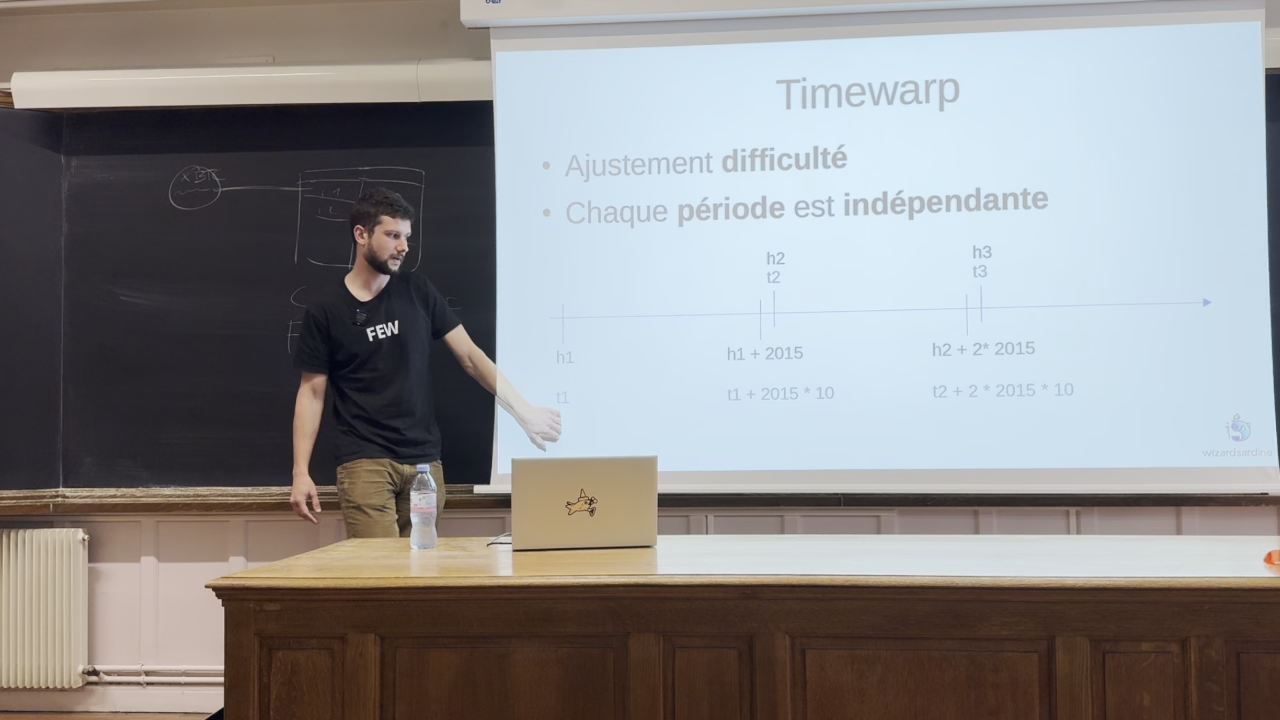 Timewarp
• Ajustement difficulté
• Chaque période est indépendante
h2
t2
h3
t3
h1
h1 + 2015
h2 + 2* 2015
t1
t1 + 2015 * 10
t2 + 2 * 2015 * 10
wizardsardine
FEW